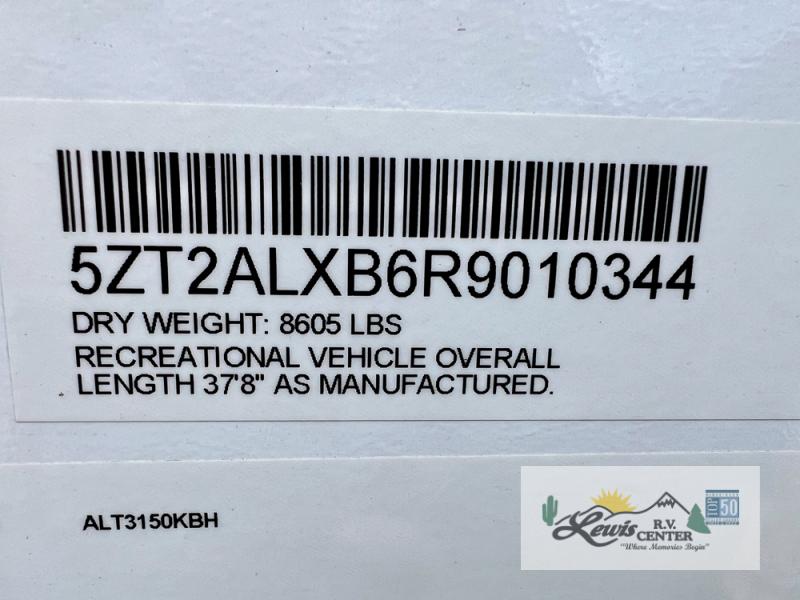 5ZT2ALXB6R9010344
DRY WEIGHT: 8605 LBS
RECREATIONAL VEHICLE OVERALL
LENGTH 37'8" AS MANUFACTURED.
ALT3150KBH
Lewis R.V. CENTER
"Where Memories Begin"
TOP 50